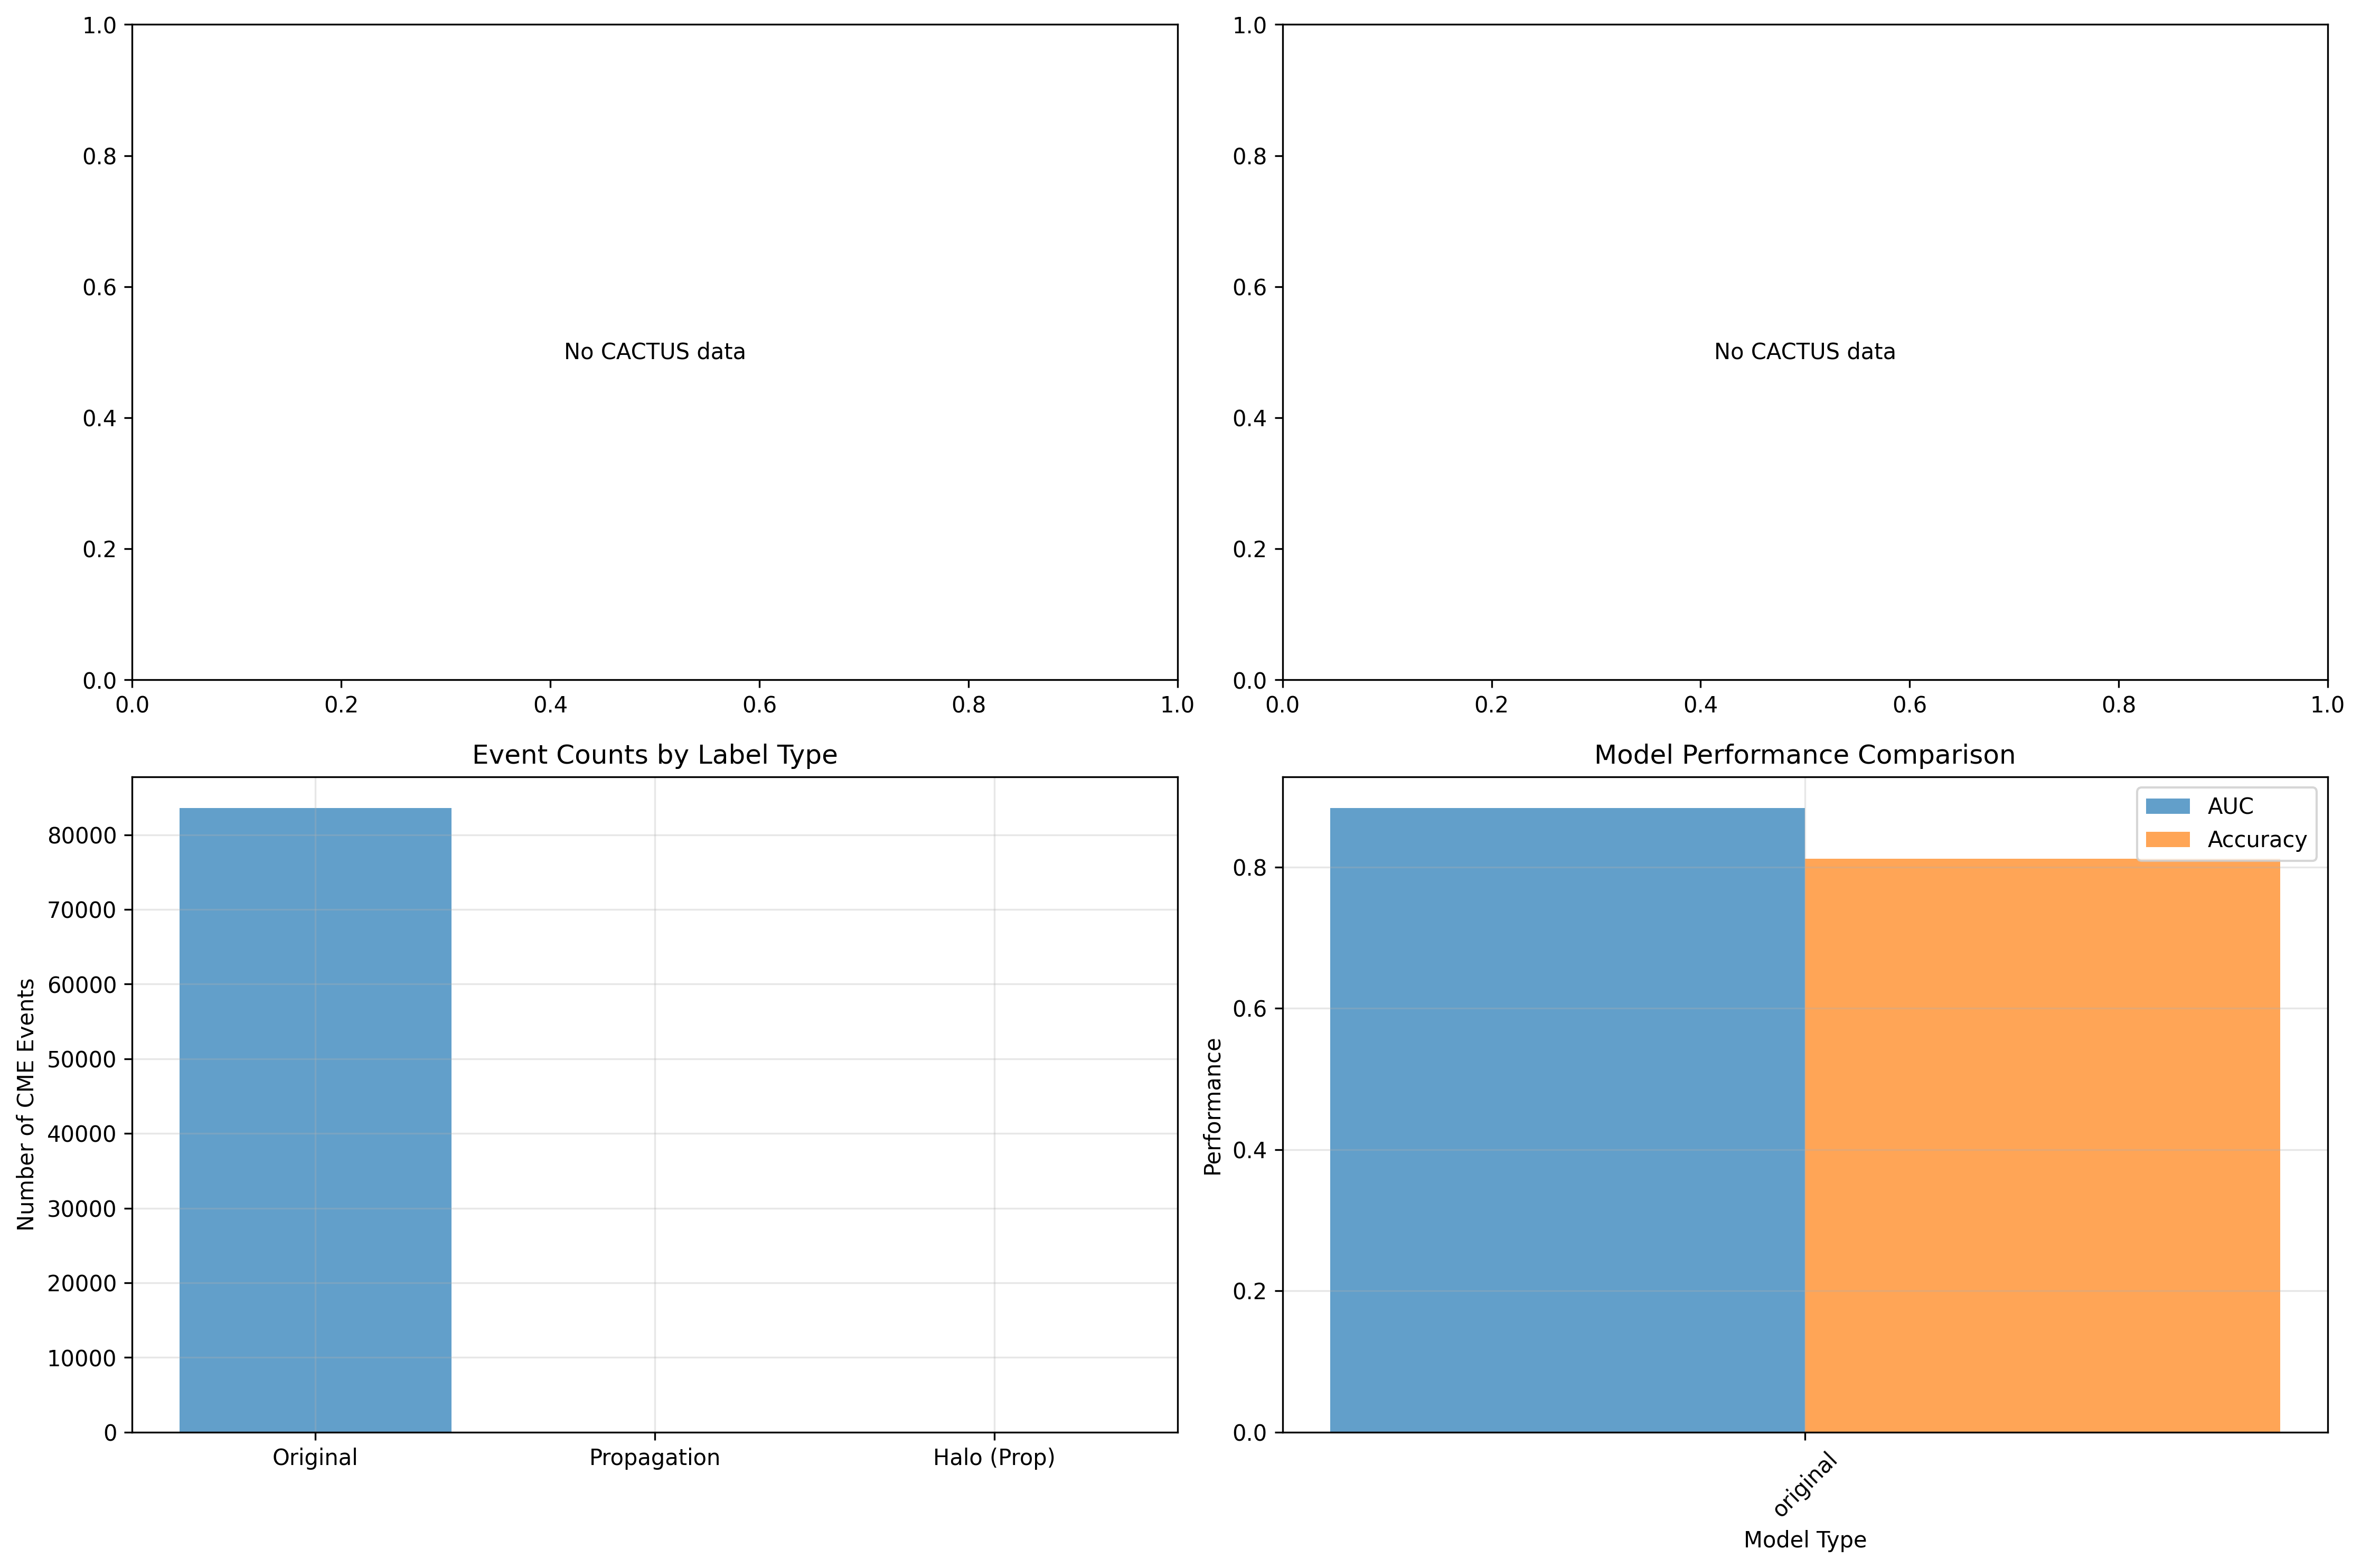 1.0
0.8
0.6
0.4
0.2
0.0
0.0 0.2 0.4 0.6 0.8 1.0
No CACTUS data
1.0
0.8
0.6
0.4
0.2
0.0
0.0 0.2 0.4 0.6 0.8 1.0
No CACTUS data
Event Counts by Label Type
Number of CME Events
80000
70000
60000
50000
40000
30000
20000
10000
0
Original Propagation Halo (Prop)
Model Performance Comparison
AUC
Accuracy
Performance
0.8
0.6
0.4
0.2
0.0
original
Model Type